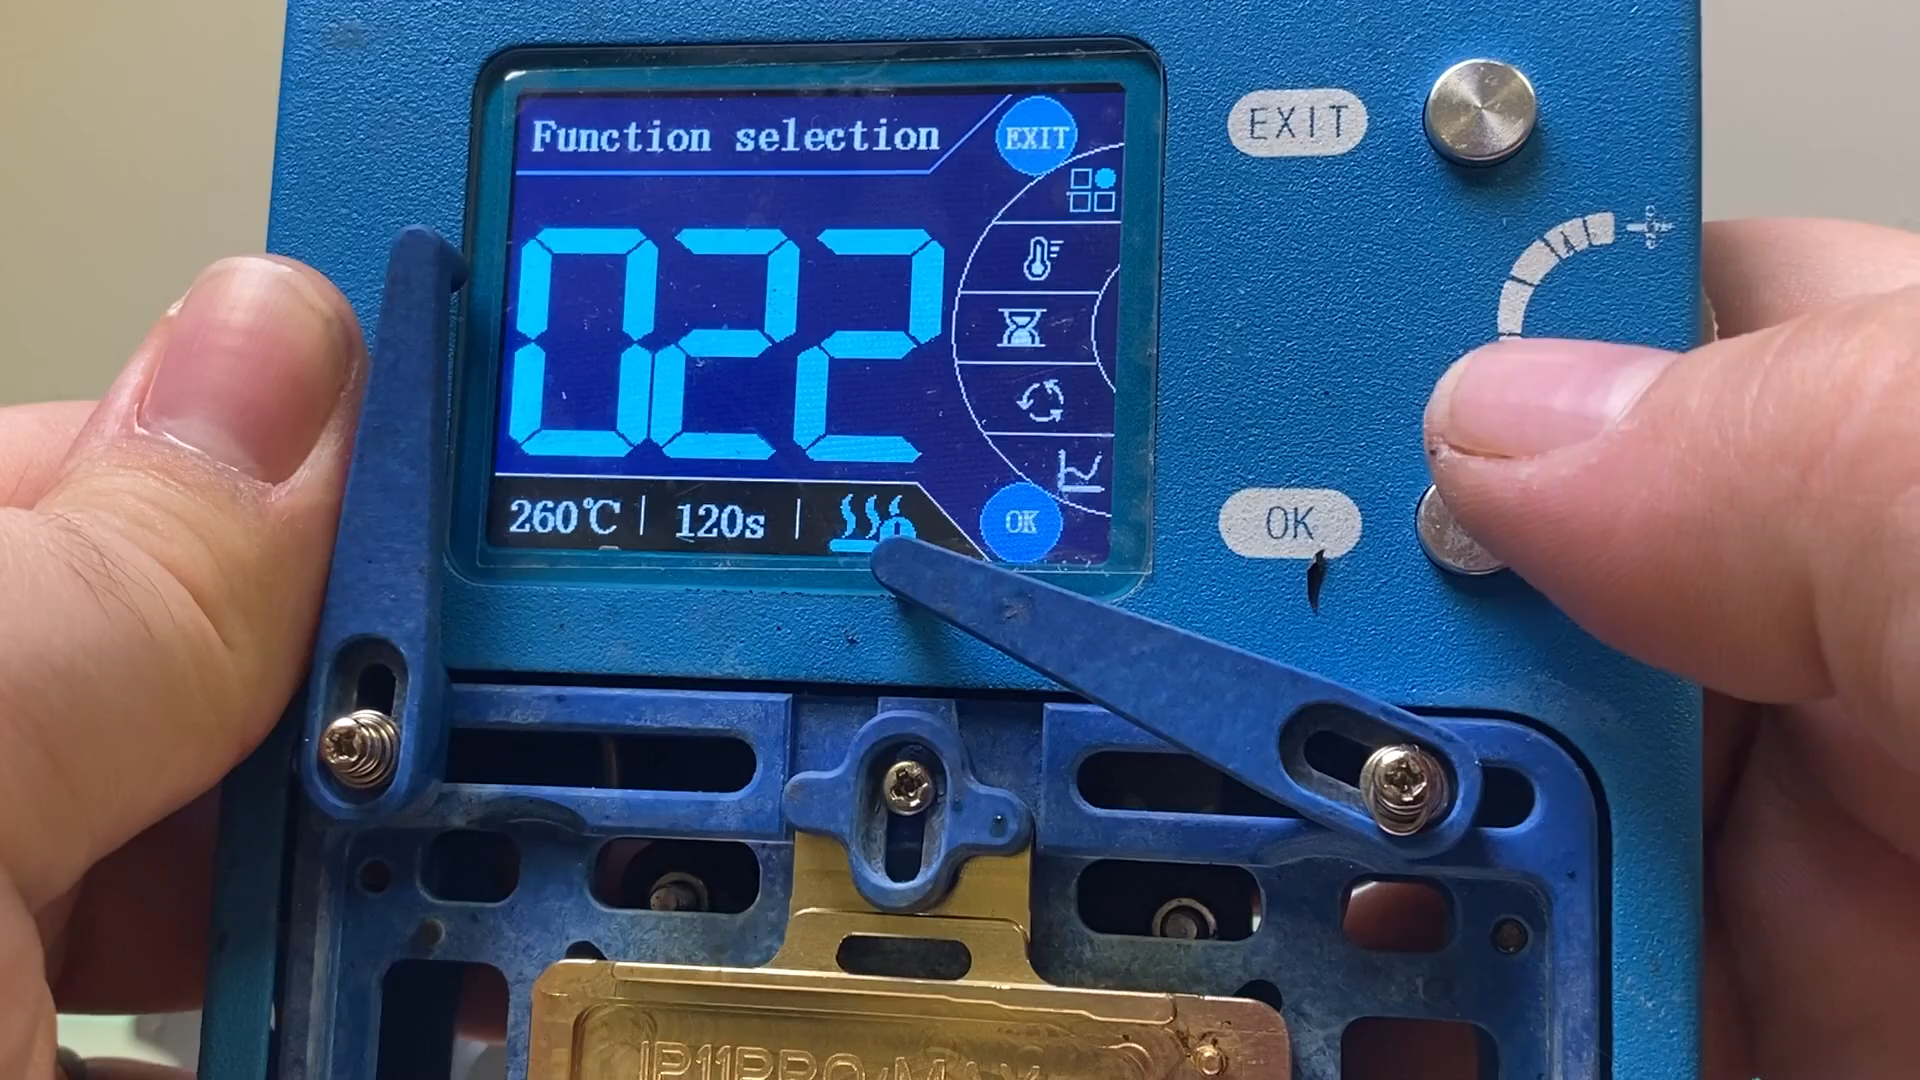 Function selection
EXIT
022
260℃ | 120s |
OK
EXIT
OK
IP11PRO/MAX